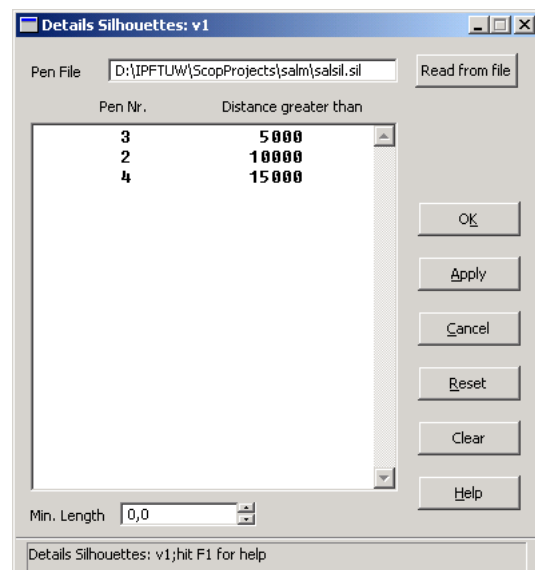 Details Silhouettes: v1
Pen File D:\IPFTUW\ScopProjects\salm\salsil.sil Read from file
Pen Nr. Distance greater than
3 5000
2 10000
4 15000
OK
Apply
Cancel
Reset
Clear
Help
Min. Length 0,0
Details Silhouettes: v1;hit F1 for help